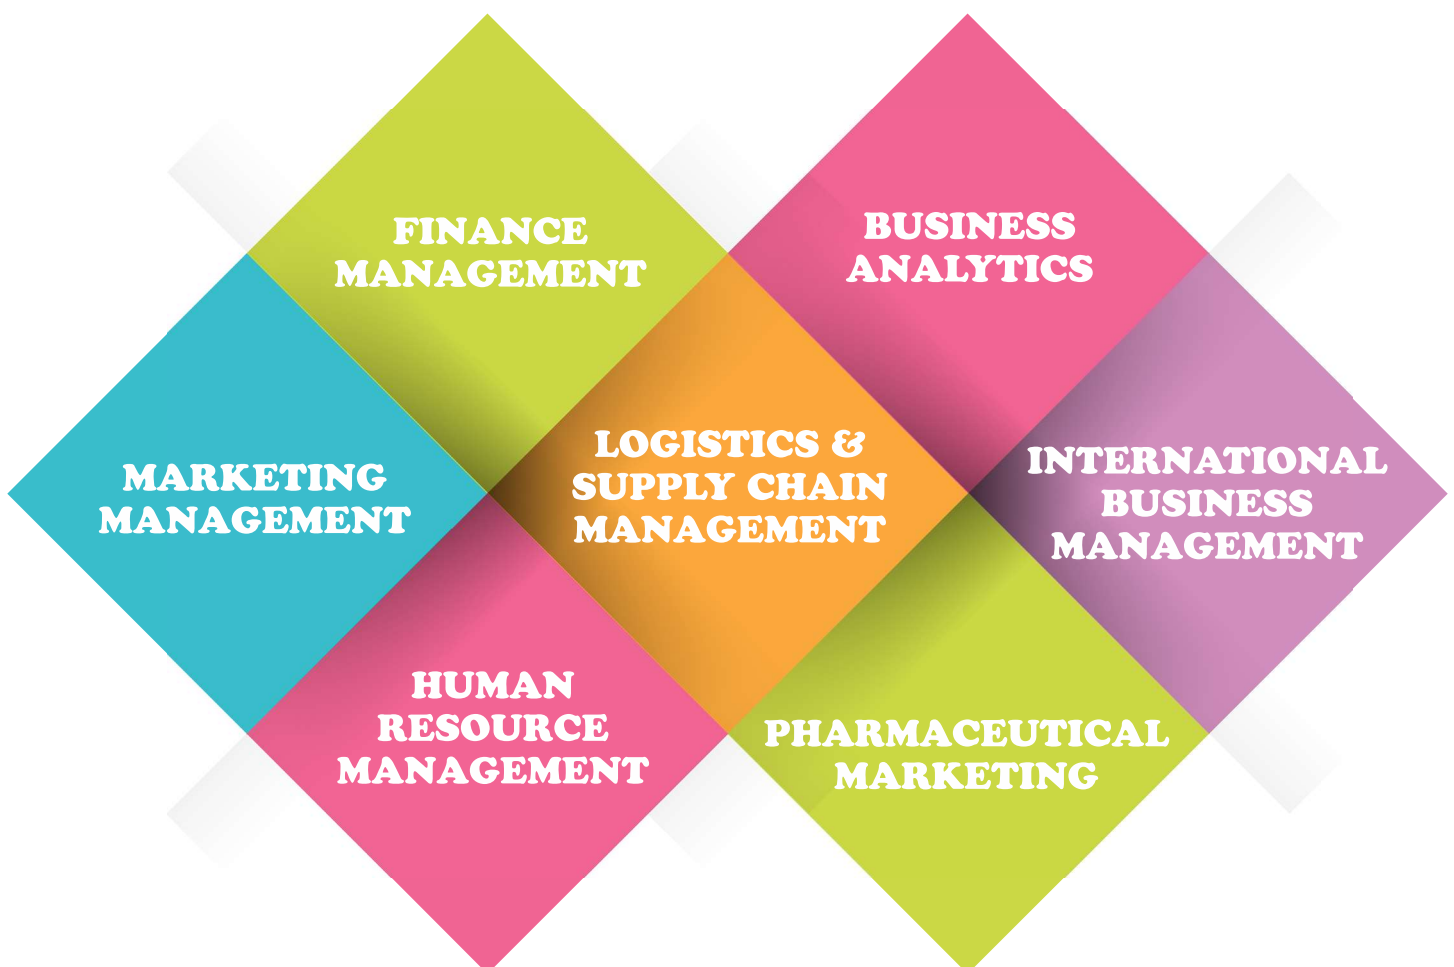 FINANCE
MANAGEMENT
BUSINESS
ANALYTICS
MARKETING
MANAGEMENT
LOGISTICS &
SUPPLY CHAIN
MANAGEMENT
INTERNATIONAL
BUSINESS
MANAGEMENT
HUMAN
RESOURCE
MANAGEMENT
PHARMACEUTICAL
MARKETING